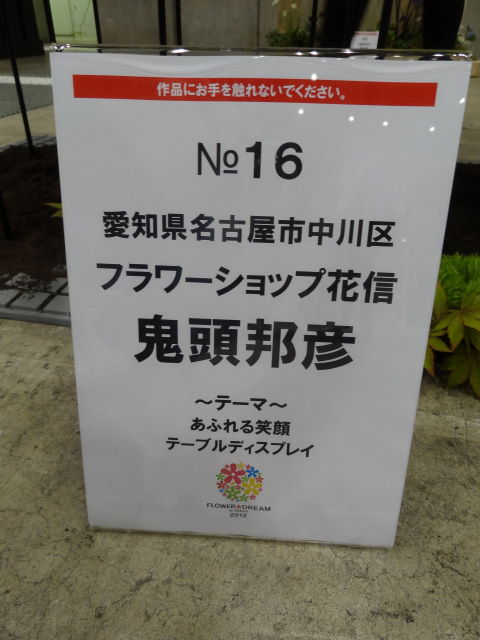 作品にお手を触れないでください。
№16
愛知県名古屋市中川区
フラワーショップ花信
鬼頭邦彦
～テーマ～
あふれる笑顔
テーブルディスプレイ
FLOWER★DREAM
in TOKYO
2012